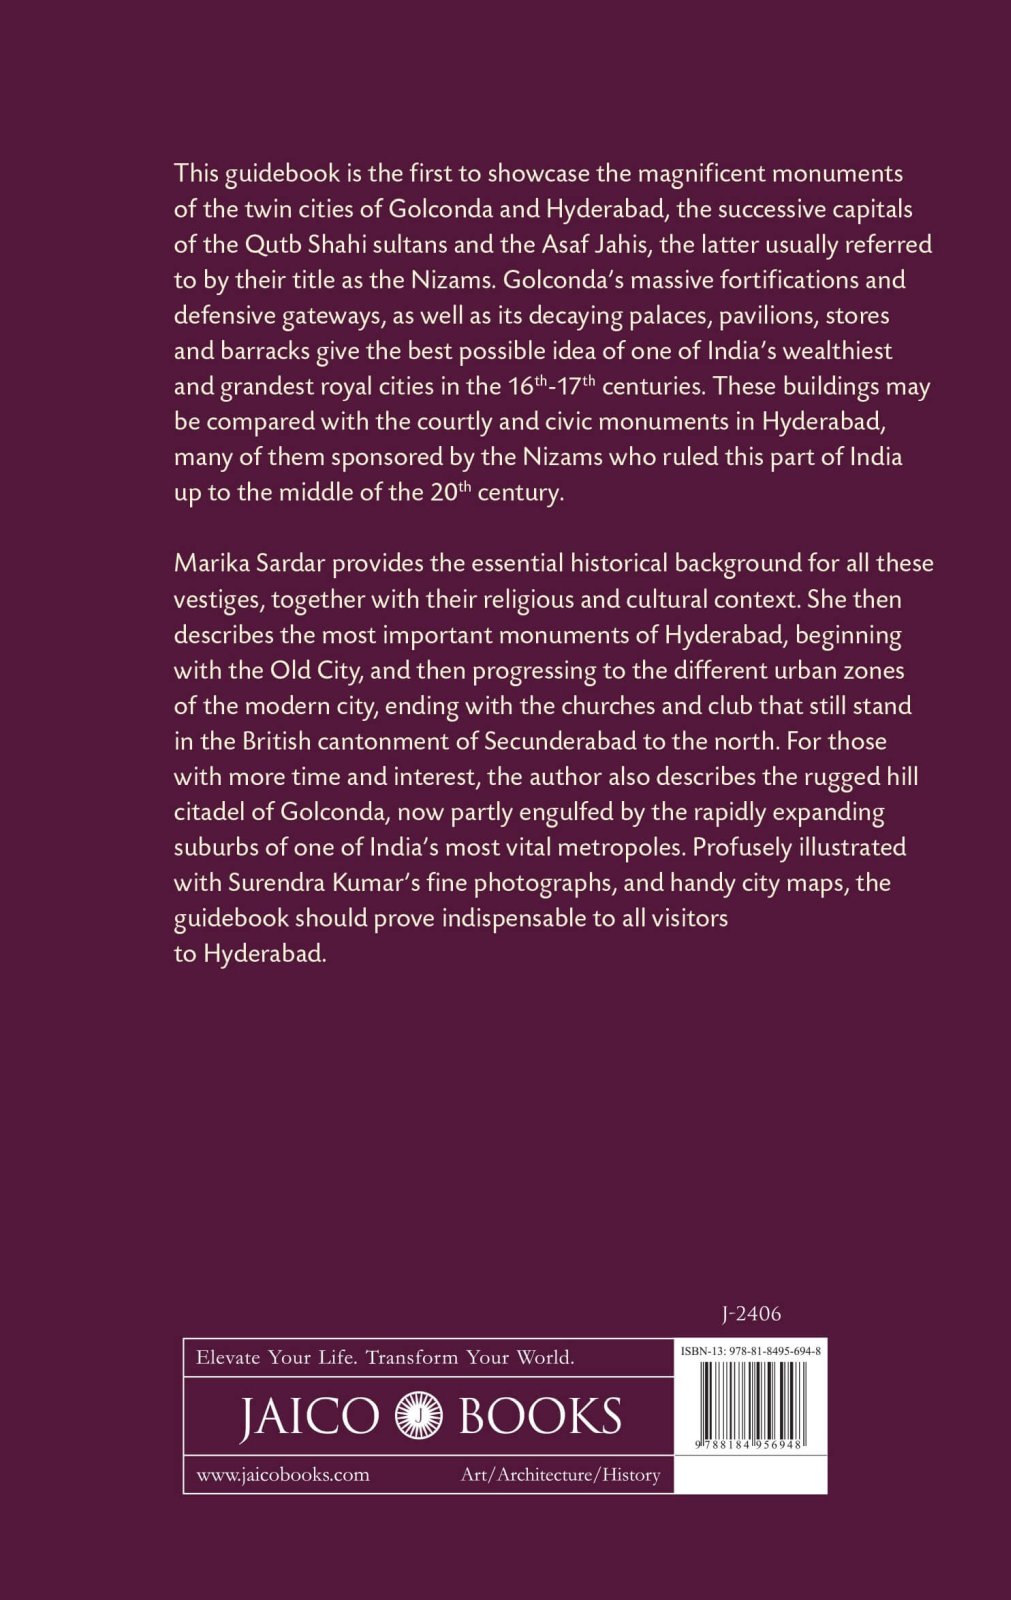 This guidebook is the first to showcase the magnificent monuments
of the twin cities of Golconda and Hyderabad, the successive capitals
of the Qutb Shahi sultans and the Asaf Jahis, the latter usually referred
to by their title as the Nizams. Golconda's massive fortifications and
defensive gateways, as well as its decaying palaces, pavilions, stores
and barracks give the best possible idea of one of India's wealthiest
and grandest royal cities in the 16th-17th centuries. These buildings may
be compared with the courtly and civic monuments in Hyderabad,
many of them sponsored by the Nizams who ruled this part of India
up to the middle of the 20th century.
Marika Sardar provides the essential historical background for all these
vestiges, together with their religious and cultural context. She then
describes the most important monuments of Hyderabad, beginning
with the Old City, and then progressing to the different urban zones
of the modern city, ending with the churches and club that still stand
in the British cantonment of Secunderabad to the north. For those
with more time and interest, the author also describes the rugged hill
citadel of Golconda, now partly engulfed by the rapidly expanding
suburbs of one of India's most vital metropoles. Profusely illustrated
with Surendra Kumar's fine photographs, and handy city maps, the
guidebook should prove indispensable to all visitors
to Hyderabad.
J-2406
Elevate Your Life. Transform Your World.
JAICO J BOOKS
www.jaicobooks.com Art/Architecture/History
ISBN-13: 978-81-8495-694-8
9 788184 956948